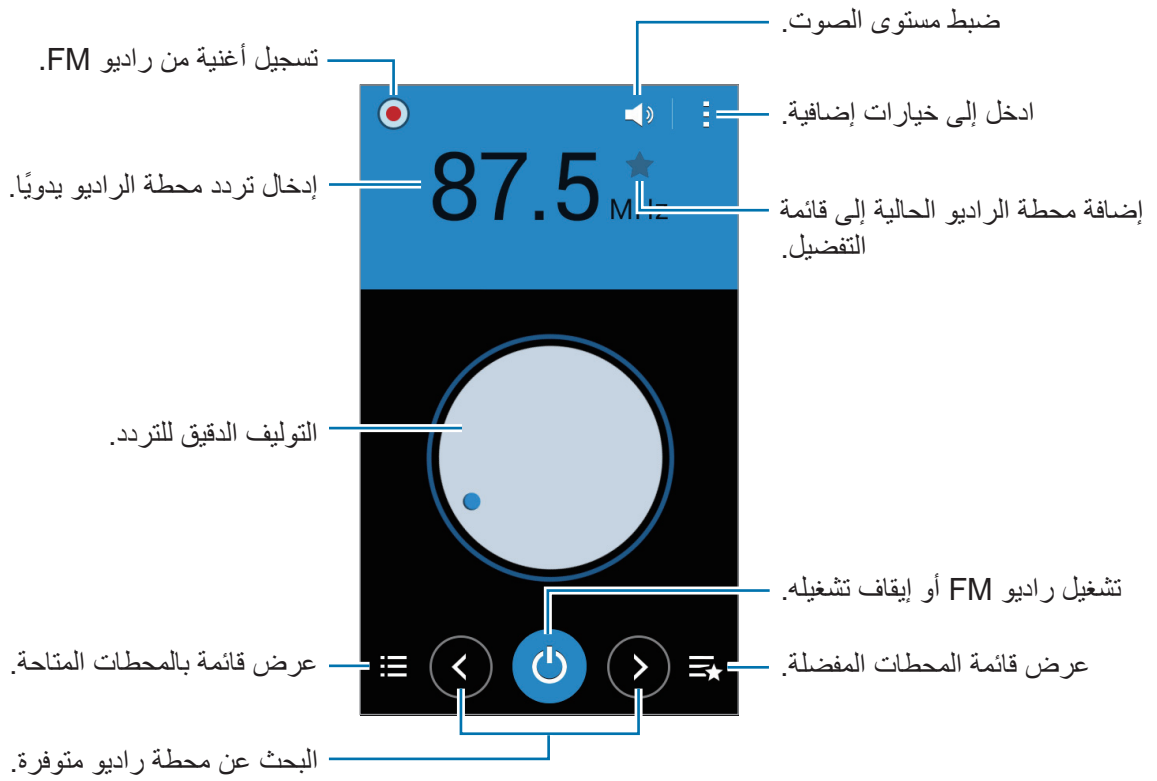 ضبط مستوى الصوت.
تسجيل أغنية من راديو FM.
ادخل إلى خيارات إضافية.
87.5 MHz
إدخال تردد محطة الراديو يدويًا.
إضافة محطة الراديو الحالية إلى قائمة
التفضيل.
التوليف الدقيق للتردد.
تشغيل راديو FM أو إيقاف تشغيله.
عرض قائمة المحطات المفضلة.
عرض قائمة بالمحطات المتاحة.
البحث عن محطة راديو متوفرة.